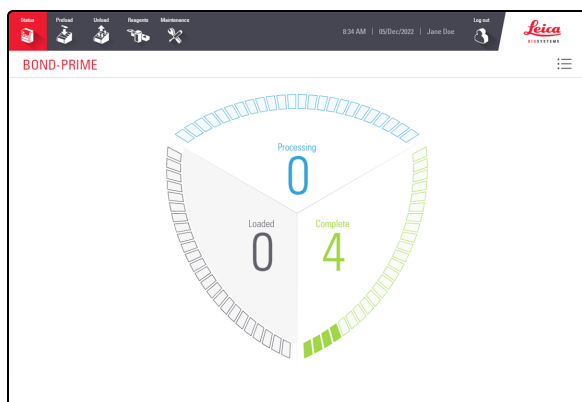 Status Preload Unload Reagents Maintenance 8:34 AM | 05/Dec/2022 | Jane Doe Log out
Leica
BIOSYSTEMS
BOND-PRIME
Processing
0
Loaded Complete
0 4